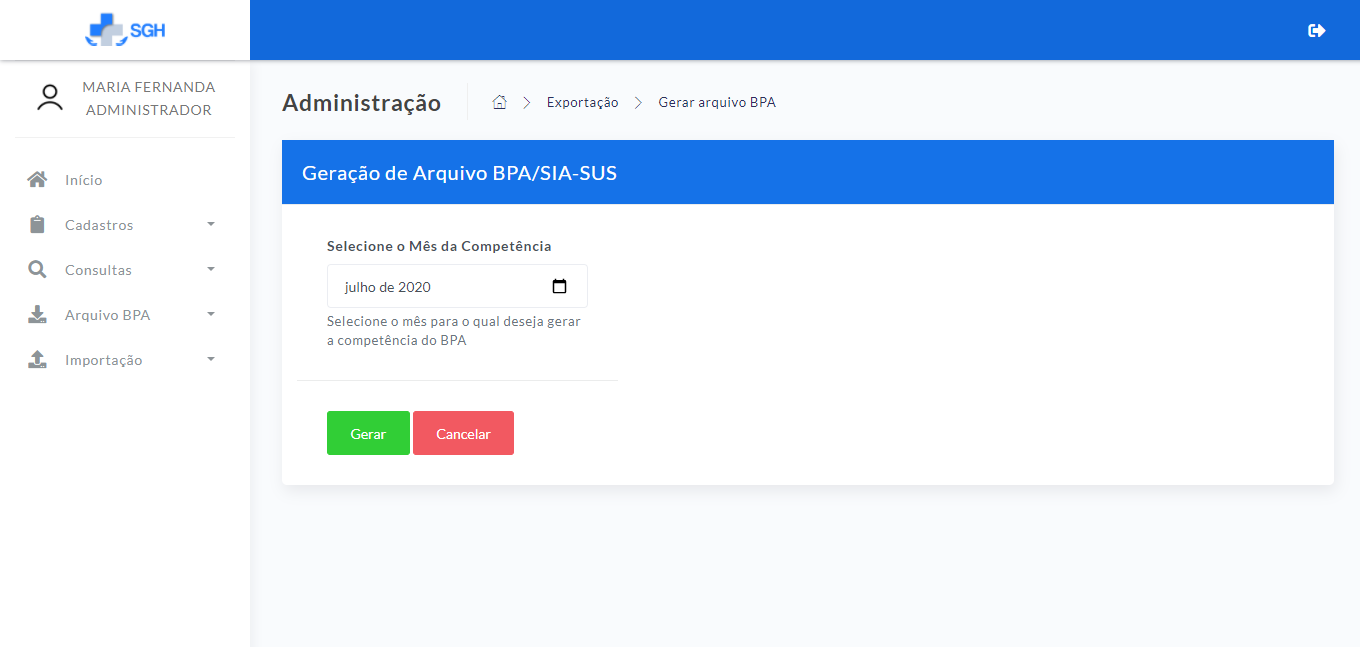 SGH
MARIA FERNANDA
ADMINISTRADOR
Início
Cadastros
Consultas
Arquivo BPA
Importação
Administração
Exportação
Gerar arquivo BPA
Geração de Arquivo BPA/SIA-SUS
Selecione o Mês da Competência
julho de 2020
Selecione o mês para o qual deseja gerar
a competência do BPA
Gerar
Cancelar